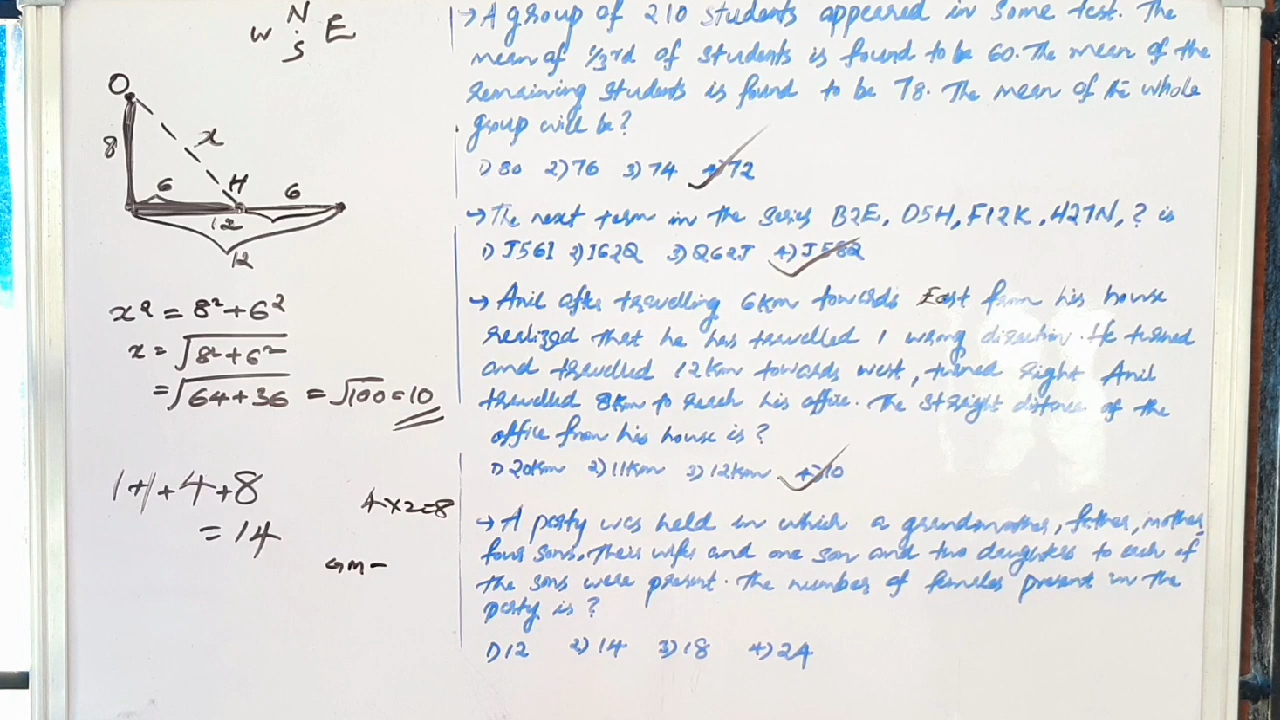 N
W S E
O
8
x
6
H
6
12
12
x² = 8²+6²
x = √8²+6²
= √64+36 = √100 = 10
1+1+4+8
= 14
4x2=8
GM -
→ A group of 210 students appeared in some test. The
mean of 1/3rd of students is found to be 60. The mean of the
remaining students is found to be 78. The mean of the whole
group will be?
1) 80 2) 76 3) 74 4) 72
→ The next term in the series B2E, D5H, F12K, H27N, ? is
1) J56I 2) I62Q 3) Q62J 4) J58Q
→ Anil after travelling 6km towards East from his house
realized that he has travelled 1 wrong direction. He turned
and travelled 12km towards west, turned right Anil
travelled 8km to reach his office. The straight distance of the
office from his house is?
1) 20km 2) 11km 3) 12km 4) 10
→ A party was held in which a grandmother, father, mother,
four sons, their wifes and one son and two daughters to each of
the sons were present. The number of females present in the
party is?
1) 12 2) 14 3) 18 4) 24